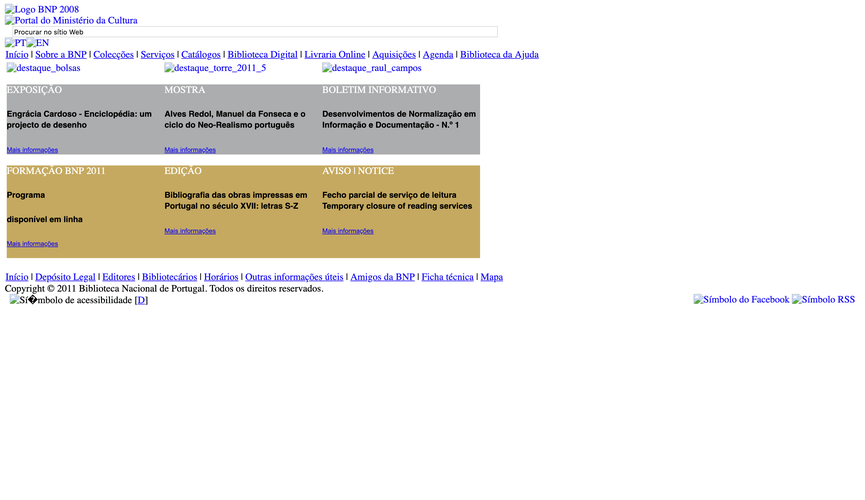 Logo BNP 2008
Portal do Ministério da Cultura
Procurar no sítio Web
PT EN
Início | Sobre a BNP | Colecções | Serviços | Catálogos | Biblioteca Digital | Livraria Online | Aquisições | Agenda | Biblioteca da Ajuda
destaque_bolsas destaque_torre_2011_5 destaque_raul_campos
EXPOSIÇÃO
Engrácia Cardoso - Enciclopédia: um
projecto de desenho
Mais informações
MOSTRA
Alves Redol, Manuel da Fonseca e o
ciclo do Neo-Realismo português
Mais informações
BOLETIM INFORMATIVO
Desenvolvimentos de Normalização em
Informação e Documentação - N.º 1
Mais informações
FORMAÇÃO BNP 2011
Programa
disponível em linha
Mais informações
EDIÇÃO
Bibliografia das obras impressas em
Portugal no século XVII: letras S-Z
Mais informações
AVISO | NOTICE
Fecho parcial de serviço de leitura
Temporary closure of reading services
Mais informações
Início | Depósito Legal | Editores | Bibliotecários | Horários | Outras informações úteis | Amigos da BNP | Ficha técnica | Mapa
Copyright © 2011 Biblioteca Nacional de Portugal. Todos os direitos reservados.
Sí�mbolo de acessibilidade [D]
Símbolo do Facebook Símbolo RSS